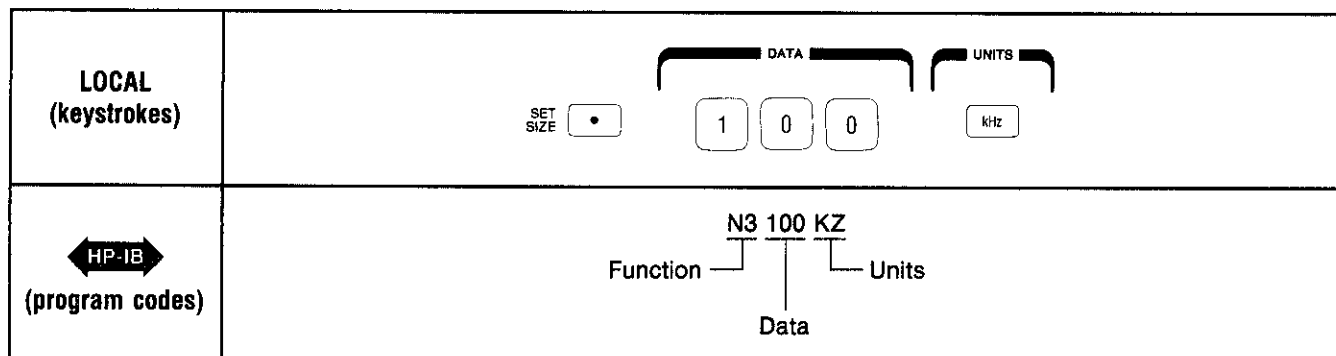 LOCAL
(keystrokes)
DATA
UNITS
SET
SIZE
•
1 0 0
kHz
HP-IB
(program codes)
N3 100 KZ
Function
Units
Data